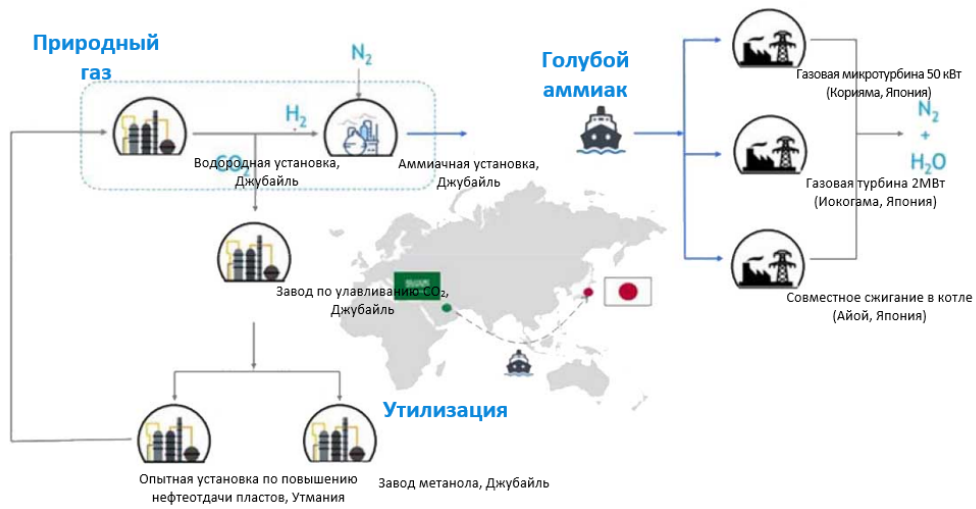 Природный
газ
N₂
H₂
CO₂
Водородная установка,
Джубайль
Аммиачная установка,
Джубайль
Завод по улавливанию CO₂,
Джубайль
Опытная установка по повышению
нефтеотдачи пластов, Утмания
Завод метанола, Джубайль
Утилизация
Голубой
аммиак
Газовая микротурбина 50 кВт
(Корияма, Япония)
Газовая турбина 2МВт
(Иокогама, Япония)
Совместное сжигание в котле
(Айой, Япония)
N₂
+
H₂O